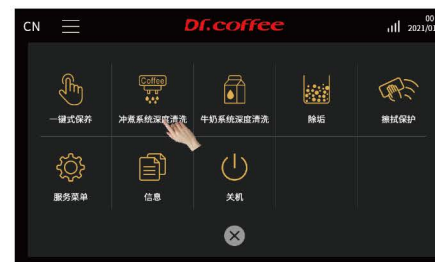 CN
Dr.coffee
00
2021/01
Coffee
一键式保养
冲煮系统深度清洗
牛奶系统深度清洗
除垢
擦拭保护
服务菜单
信息
关机